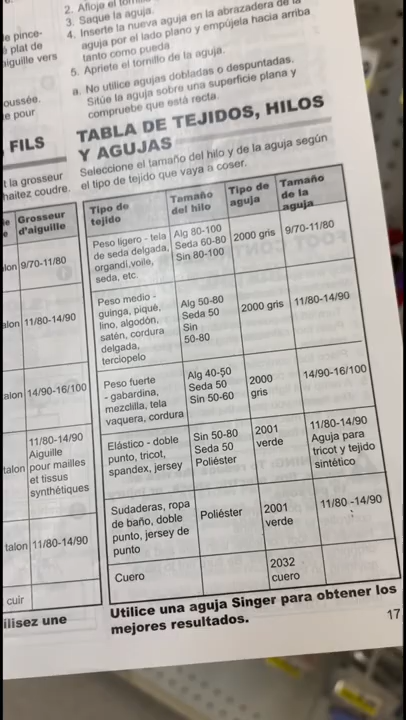 2. Afloje el
3. Saque la aguja.
4. Inserte la nueva aguja en la abrazadera de la
aguja por el lado plano y empújela hacia arriba
tanto como pueda
5. Apriete el tornillo de la aguja.
a. No utilice agujas dobladas o despuntadas.
Sitúe la aguja sobre una superficie plana y
compruebe que está recta.
le pince-
plat de
aiguille vers
oussée.
e pour
FILS
t la grosseur
haitez coudre.
Grosseur
d'aiguille
alon 9/70-11/80
alon 11/80-14/90
alon 14/90-16/100
11/80-14/90
Aiguille
talon pour mailles
et tissus
synthétiques
talon 11/80-14/90
cuir
ilisez une
TABLA DE TEJIDOS, HILOS
Y AGUJAS
Seleccione el tamaño del hilo y de la aguja según
el tipo de tejido que vaya a coser.
Tipo de
tejido
Tamaño
del hilo
Tipo de
aguja
Tamaño
de la
aguja
Peso ligero - tela
de seda delgada,
organdí,voile,
seda, etc.
Alg 80-100
Seda 60-80
Sin 80-100
2000 gris
9/70-11/80
Peso medio -
guinga, piqué,
lino, algodón,
satén, cordura
delgada,
terciopelo
Alg 50-80
Seda 50
Sin
50-80
2000 gris
11/80-14/90
Peso fuerte
- gabardina,
mezclilla, tela
vaquera, cordura
Alg 40-50
Seda 50
Sin 50-60
2000
gris
14/90-16/100
Elástico - doble
punto, tricot,
spandex, jersey
Sin 50-80
Seda 50
Poliéster
2001
verde
11/80-14/90
Aguja para
tricot y tejido
sintético
Sudaderas, ropa
de baño, doble
punto, jersey de
punto
Poliéster
2001
verde
11/80 -14/90
Cuero
2032
cuero
Utilice una aguja Singer para obtener los
mejores resultados.
17